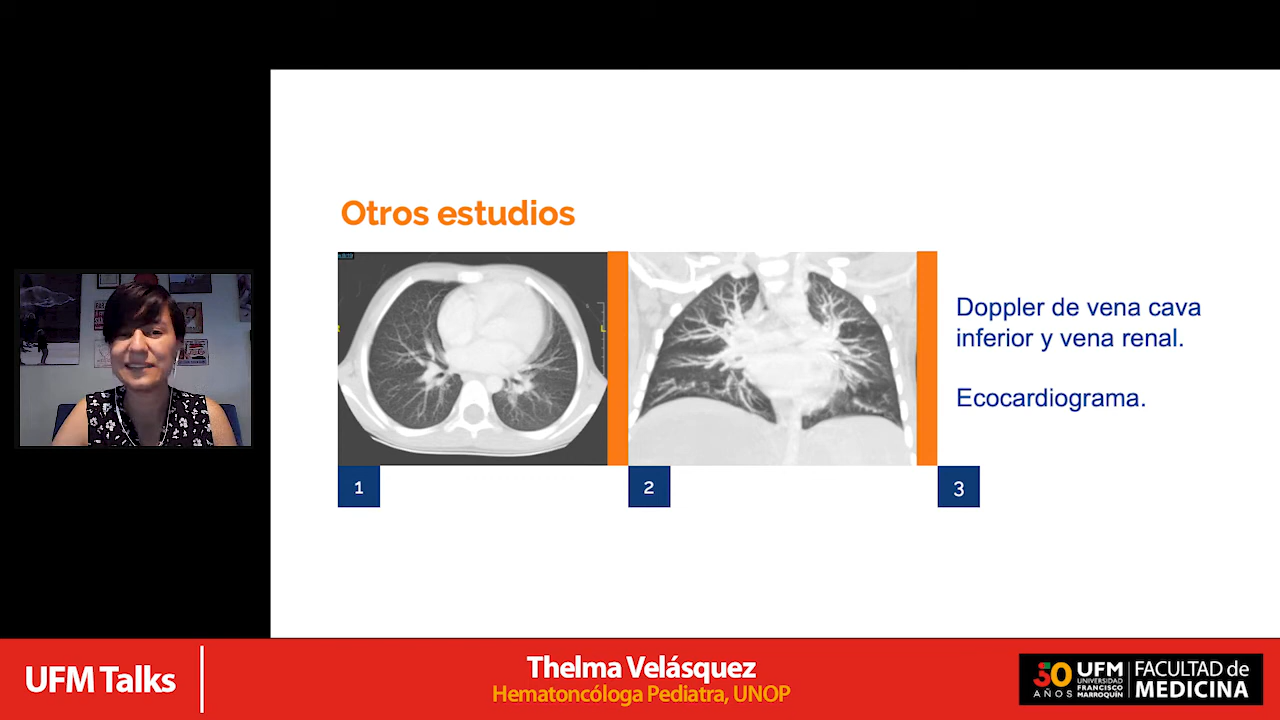 Otros estudios
Doppler de vena cava
inferior y vena renal.
Ecocardiograma.
1
2
3
UFM Talks
Thelma Velásquez
Hematoncóloga Pediatra, UNOP
50
AÑOS
UFM
UNIVERSIDAD
FRANCISCO
MARROQUÍN
FACULTAD de
MEDICINA